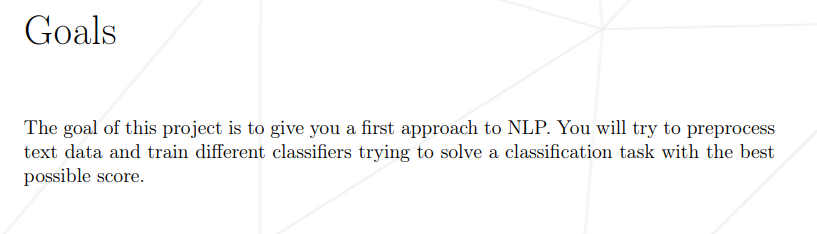 Goals
The goal of this project is to give you a first approach to NLP. You will try to preprocess
text data and train different classifiers trying to solve a classification task with the best
possible score.